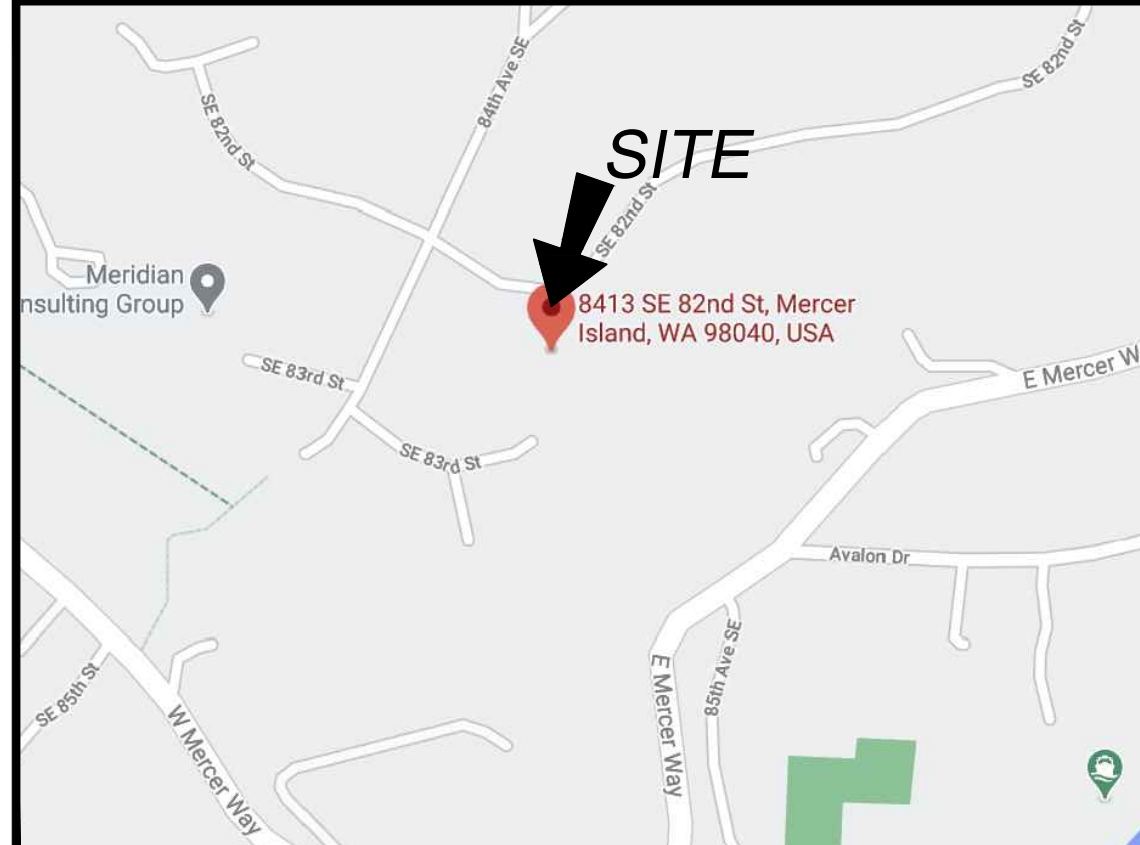 SE 82nd St
84th Ave SE
SE 82nd St
SITE
SE 82nd St
Meridian
nsulting Group
8413 SE 82nd St, Mercer
Island, WA 98040, USA
SE 83rd St
E Mercer W
SE 83rd St
Avalon Dr
85th Ave SE
E Mercer Way
SE 85th St
W Mercer Way